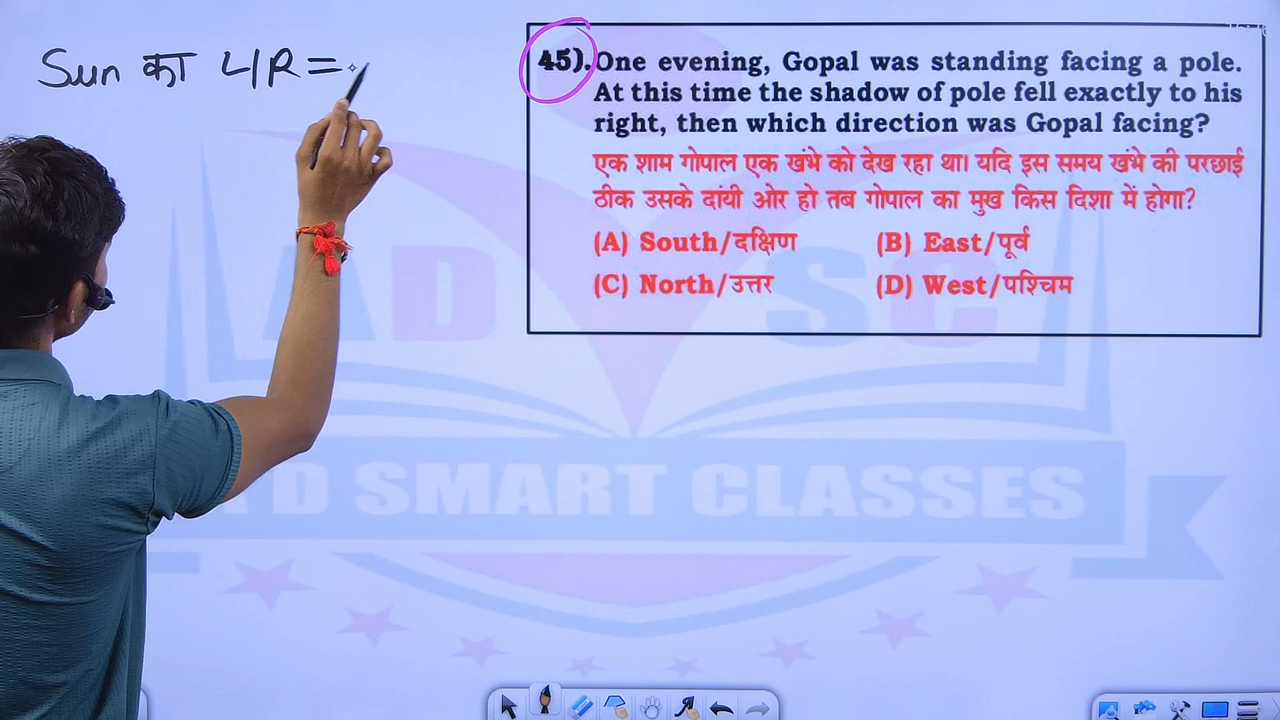 Sun का L/R =
45). One evening, Gopal was standing facing a pole.
At this time the shadow of pole fell exactly to his
right, then which direction was Gopal facing?
एक शाम गोपाल एक खंभे को देख रहा था। यदि इस समय खंभे की परछाई
ठीक उसके दांयी ओर हो तब गोपाल का मुख किस दिशा में होगा?
(A) South/दक्षिण (B) East/पूर्व
(C) North/उत्तर (D) West/पश्चिम
AD SC
D SMART CLASSES